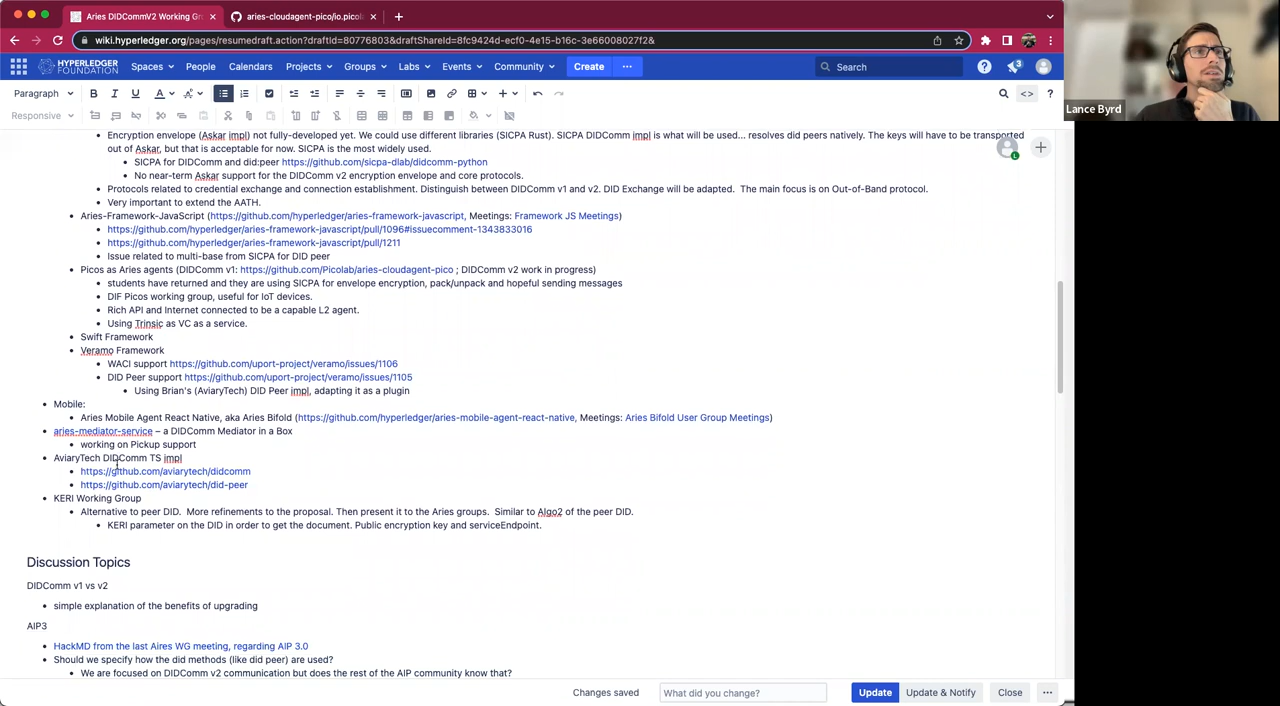 Aries DIDCommV2 Working Gr
aries-cloudagent-pico/io.picol
wiki.hyperledger.org/pages/resumedraft.action?draftId=80776803&draftShareId=8fc9424d-ecf0-4e15-b16c-3e66008027f2&
HYPERLEDGER FOUNDATION
Spaces People Calendars Projects Groups Labs Events Community Create Search 3
Lance Byrd
Paragraph B I U A
Responsive
Encryption envelope (Askar impl) not fully-developed yet. We could use different libraries (SICPA Rust). SICPA DIDComm impl is what will be used... resolves did peers natively. The keys will have to be transported
out of Askar, but that is acceptable for now. SICPA is the most widely used.
SICPA for DIDComm and did:peer https://github.com/sicpa-dlab/didcomm-python
No near-term Askar support for the DIDComm v2 encryption envelope and core protocols.
Protocols related to credential exchange and connection establishment. Distinguish between DIDComm v1 and v2. DID Exchange will be adapted. The main focus is on Out-of-Band protocol.
Very important to extend the AATH.
Aries-Framework-JavaScript (https://github.com/hyperledger/aries-framework-javascript, Meetings: Framework JS Meetings)
https://github.com/hyperledger/aries-framework-javascript/pull/1096#issuecomment-1343833016
https://github.com/hyperledger/aries-framework-javascript/pull/1211
Issue related to multi-base from SICPA for DID peer
Picos as Aries agents (DIDComm v1: https://github.com/Picolab/aries-cloudagent-pico ; DIDComm v2 work in progress)
students have returned and they are using SICPA for envelope encryption, pack/unpack and hopeful sending messages
DIF Picos working group, useful for IoT devices.
Rich API and Internet connected to be a capable L2 agent.
Using Trinsic as VC as a service.
Swift Framework
Veramo Framework
WACI support https://github.com/uport-project/veramo/issues/1106
DID Peer support https://github.com/uport-project/veramo/issues/1105
Using Brian's (AviaryTech) DID Peer impl, adapting it as a plugin
Mobile:
Aries Mobile Agent React Native, aka Aries Bifold (https://github.com/hyperledger/aries-mobile-agent-react-native, Meetings: Aries Bifold User Group Meetings)
aries-mediator-service – a DIDComm Mediator in a Box
working on Pickup support
AviaryTech DIDComm TS impl
https://github.com/aviarytech/didcomm
https://github.com/aviarytech/did-peer
KERI Working Group
Alternative to peer DID. More refinements to the proposal. Then present it to the Aries groups. Similar to Algo2 of the peer DID.
KERI parameter on the DID in order to get the document. Public encryption key and serviceEndpoint.
Discussion Topics
DIDComm v1 vs v2
simple explanation of the benefits of upgrading
AIP3
HackMD from the last Aires WG meeting, regarding AIP 3.0
Should we specify how the did methods (like did peer) are used?
We are focused on DIDComm v2 communication but does the rest of the AIP community know that?
Changes saved What did you change? Update Update & Notify Close